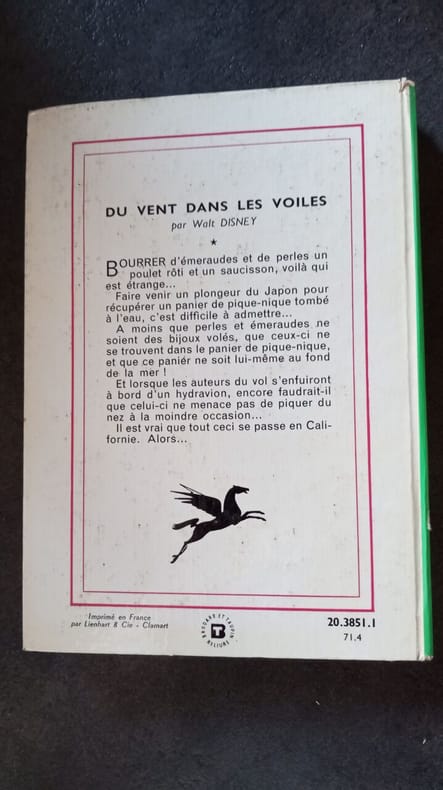 DU VENT DANS LES VOILES
par Walt DISNEY
★
BOURRER d'émeraudes et de perles un
poulet rôti et un saucisson, voilà qui
est étrange...
Faire venir un plongeur du Japon pour
récupérer un panier de pique-nique tombé
à l'eau, c'est difficile à admettre...
A moins que perles et émeraudes ne
soient des bijoux volés, que ceux-ci ne
se trouvent dans le panier de pique-nique,
et que ce paniér ne soit lui-même au fond
de la mer !
Et lorsque les auteurs du vol s'enfuiront
à bord d'un hydravion, encore faudrait-il
que celui-ci ne menace pas de piquer du
nez à la moindre occasion...
Il est vrai que tout ceci se passe en Cali-
fornie. Alors...
Imprimé en France
par Lienhart & Cie - Clamart
BRODARD ET TAUPIN
RELIURE
20.3851.1
71.4